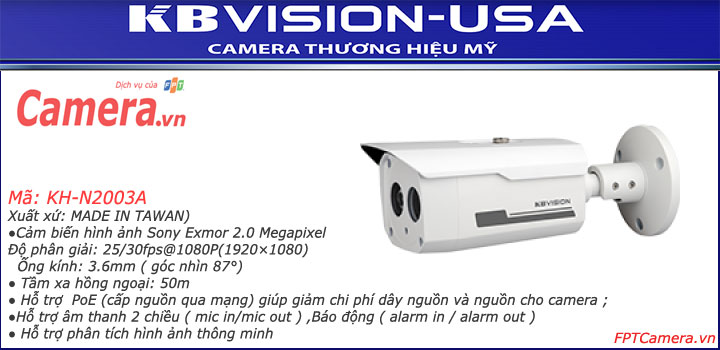 KBVISION-USA
CAMERA THƯƠNG HIỆU MỸ
Dịch vụ của FPT
Camera.vn
KBVISION
Mã: KH-N2003A
Xuất xứ: MADE IN TAWAN)
●Cảm biến hình ảnh Sony Exmor 2.0 Megapixel
Độ phân giải: 25/30fps@1080P(1920×1080)
Ống kính: 3.6mm ( góc nhìn 87°)
● Tầm xa hồng ngoại: 50m
● Hỗ trợ PoE (cấp nguồn qua mạng) giúp giảm chi phí dây nguồn và nguồn cho camera ;
●Hỗ trợ âm thanh 2 chiều ( mic in/mic out ) ,Báo động ( alarm in / alarm out )
● Hỗ trợ phân tích hình ảnh thông minh
FPTCamera.vn